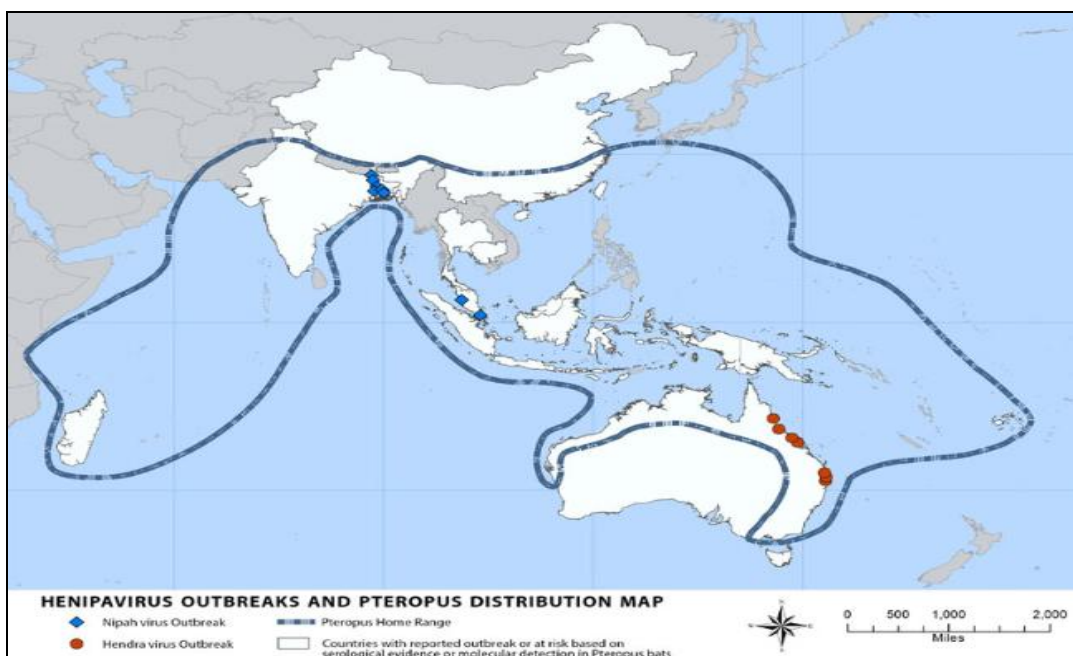 HENIPAVIRUS OUTBREAKS AND PTEROPUS DISTRIBUTION MAP
Nipah virus Outbreak
Pteropus Home Range
Hendra virus Outbreak
Countries with reported outbreak or at risk based on
serological evidence or molecular detection in Pteropus bats
0 500 1,000 2,000
Miles